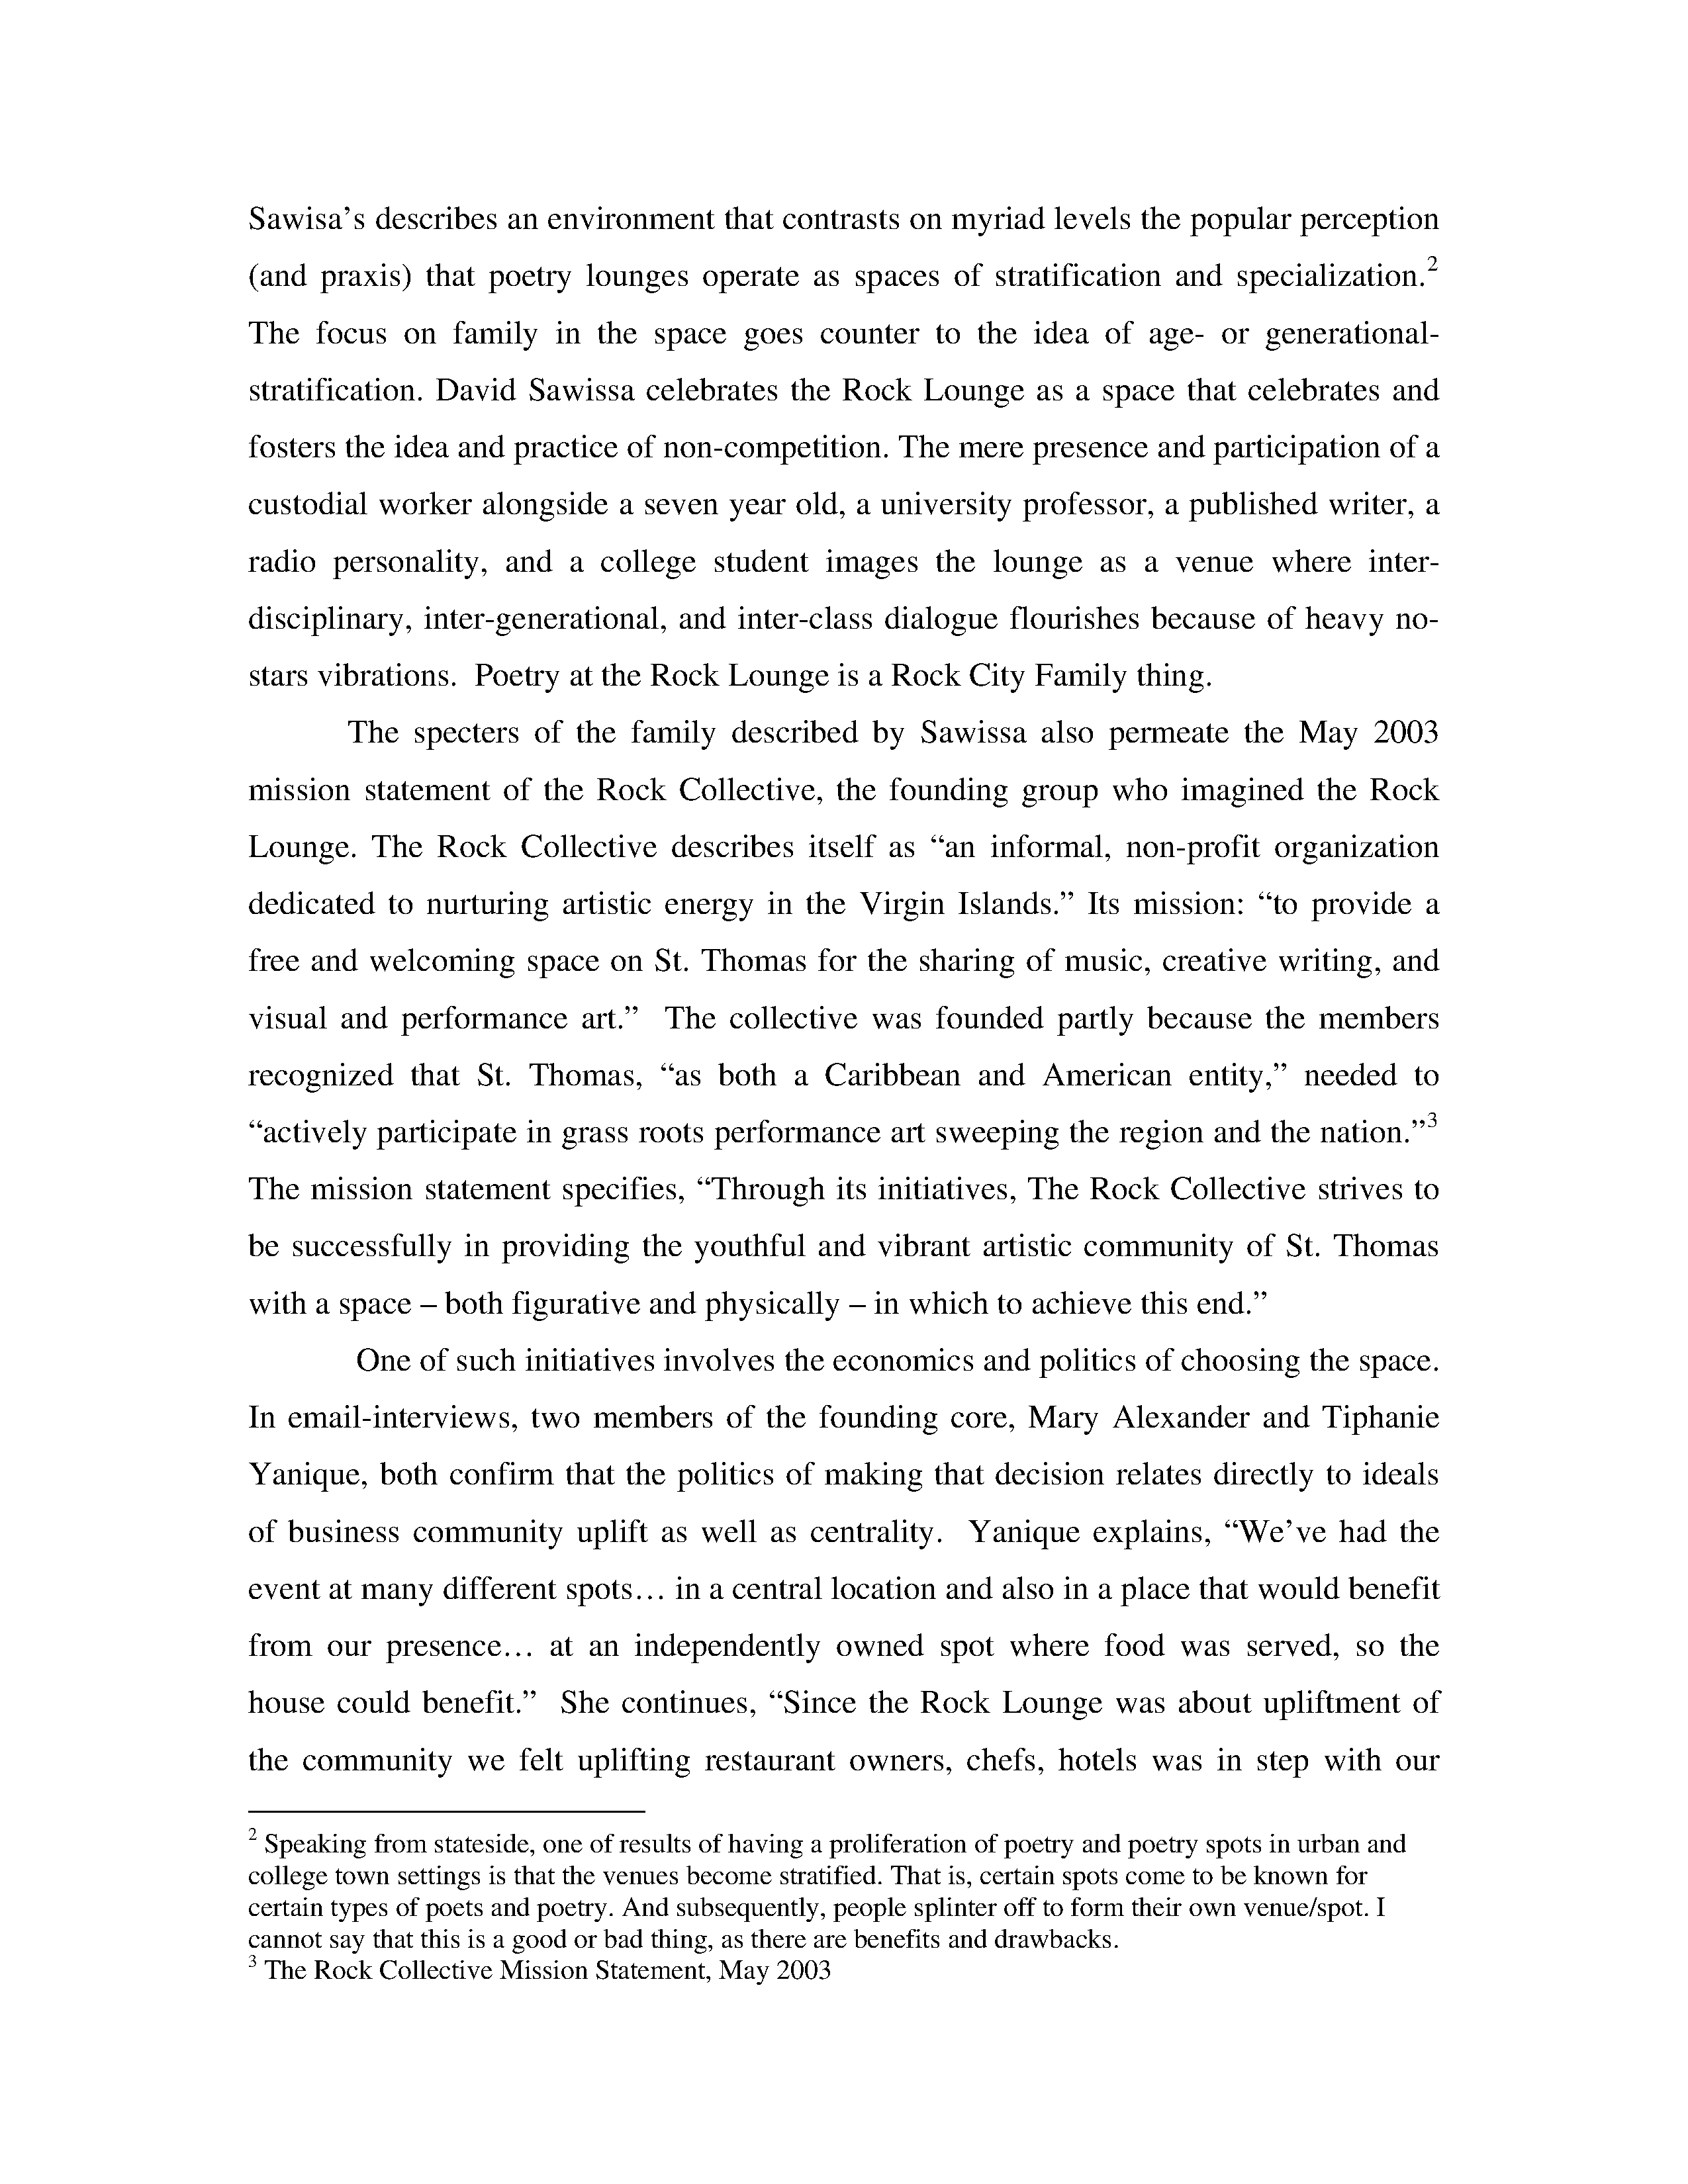 Sawisa’s describes an environment that contrasts on myriad levels the popular perception
(and praxis) that poetry lounges operate as spaces of stratification and specialization.2
The focus on family in the space goes counter to the idea of age- or generational-
stratification. David Sawissa celebrates the Rock Lounge as a space that celebrates and
fosters the idea and practice of non-competition. The mere presence and participation of a
custodial worker alongside a seven year old, a university professor, a published writer, a
radio personality, and a college student images the lounge as a venue where inter-
disciplinary, inter-generational, and inter-class dialogue flourishes because of heavy no-
stars vibrations.  Poetry at the Rock Lounge is a Rock City Family thing.
The specters of the family described by Sawissa also permeate the May 2003
mission statement of the Rock Collective, the founding group who imagined the Rock
Lounge. The Rock Collective describes itself as “an informal, non-profit organization
dedicated to nurturing artistic energy in the Virgin Islands.” Its mission: “to provide a
free and welcoming space on St. Thomas for the sharing of music, creative writing, and
visual and performance art.”  The collective was founded partly because the members
recognized that St. Thomas, “as both a Caribbean and American entity,” needed to
“actively participate in grass roots performance art sweeping the region and the nation.”3
The mission statement specifies, “Through its initiatives, The Rock Collective strives to
be successfully in providing the youthful and vibrant artistic community of St. Thomas
with a space – both figurative and physically – in which to achieve this end.”
One of such initiatives involves the economics and politics of choosing the space.
In email-interviews, two members of the founding core, Mary Alexander and Tiphanie
Yanique, both confirm that the politics of making that decision relates directly to ideals
of business community uplift as well as centrality.  Yanique explains, “We’ve had the
event at many different spots… in a central location and also in a place that would benefit
from our presence… at an independently owned spot where food was served, so the
house could benefit.”  She continues, “Since the Rock Lounge was about upliftment of
the community we felt uplifting restaurant owners, chefs, hotels was in step with our
2 Speaking from stateside, one of results of having a proliferation of poetry and poetry spots in urban and
college town settings is that the venues become stratified. That is, certain spots come to be known for
certain types of poets and poetry. And subsequently, people splinter off to form their own venue/spot. I
cannot say that this is a good or bad thing, as there are benefits and drawbacks.
3 The Rock Collective Mission Statement, May 2003